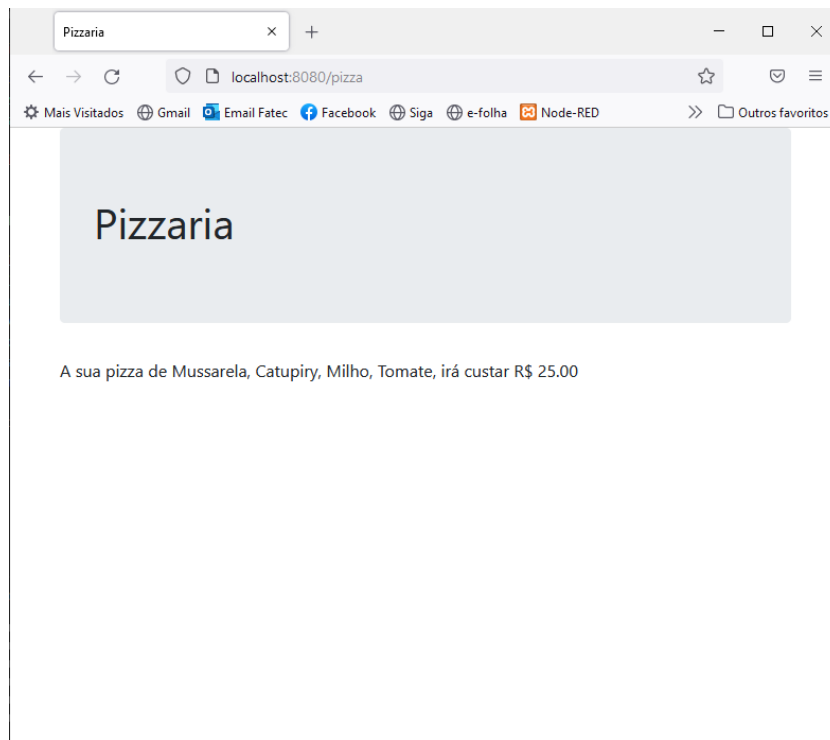 Pizzaria
localhost:8080/pizza
Mais Visitados Gmail Email Fatec Facebook Siga e-folha Node-RED Outros favoritos
Pizzaria
A sua pizza de Mussarela, Catupiry, Milho, Tomate, irá custar R$ 25.00